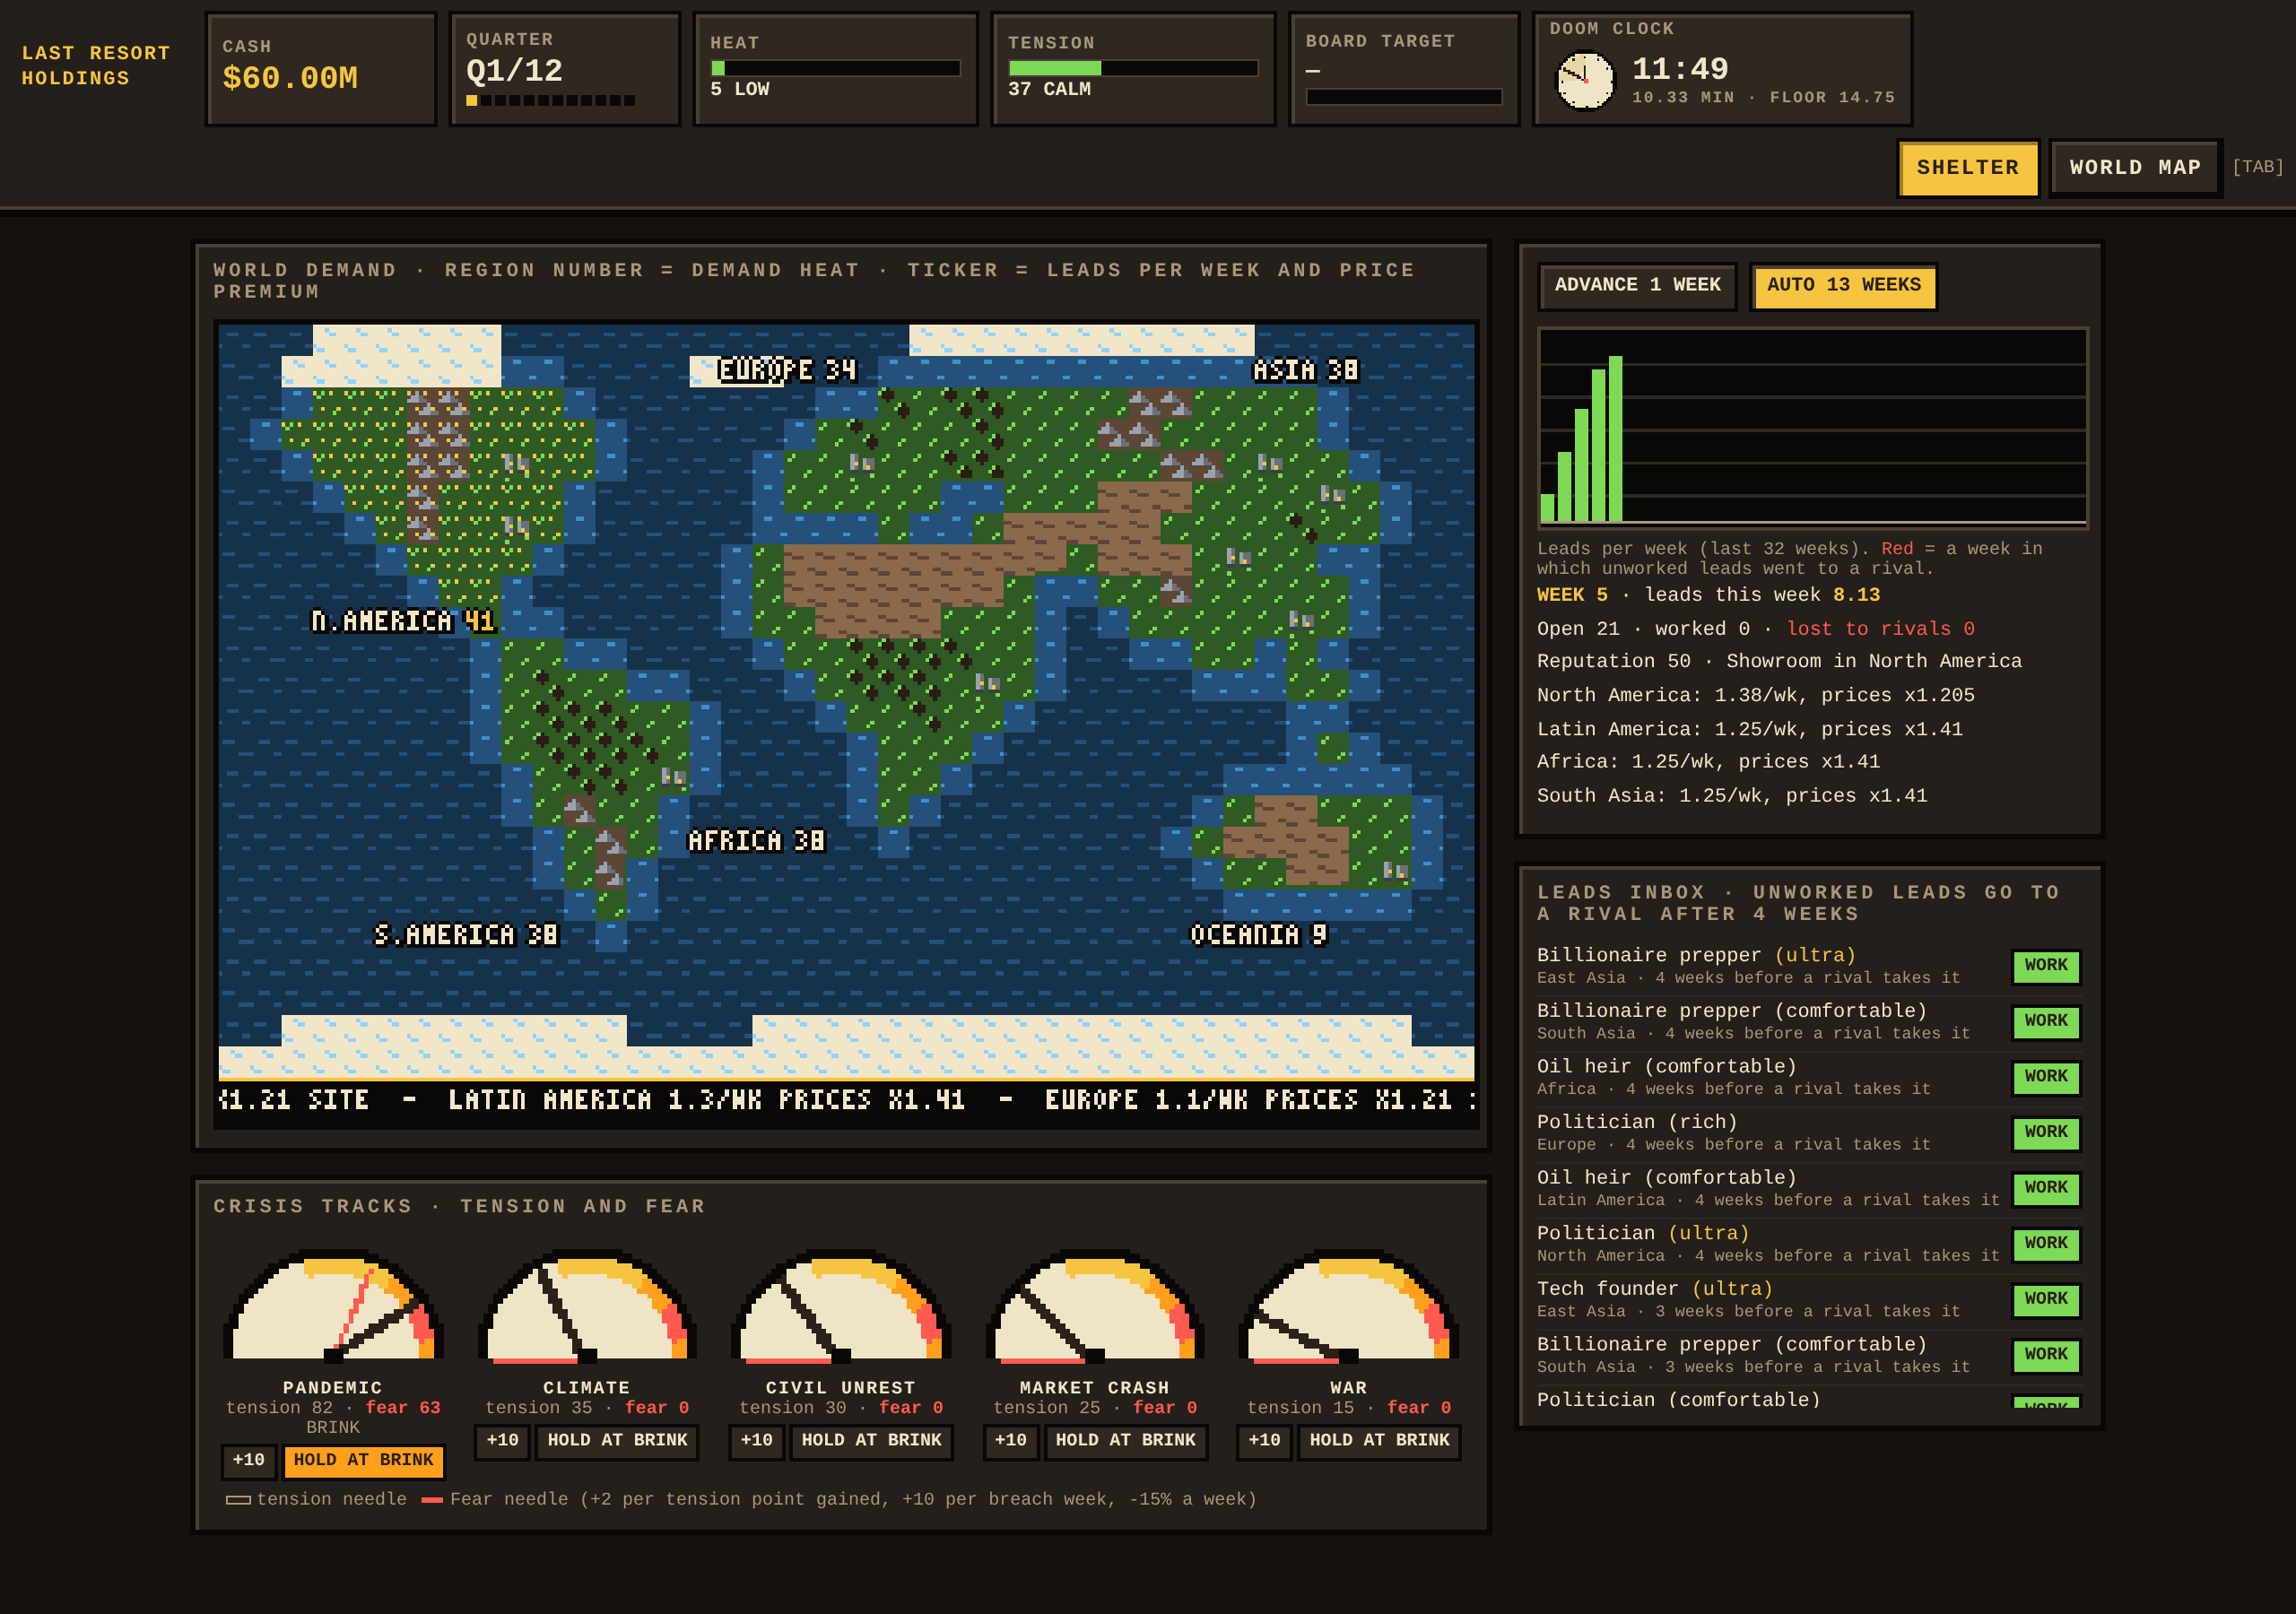 LAST RESORT
HOLDINGS
CASH
$60.00M
QUARTER
Q1/12
HEAT
5 LOW
TENSION
37 CALM
BOARD TARGET
—
DOOM CLOCK
11:49
10.33 MIN · FLOOR 14.75
SHELTER
WORLD MAP
[TAB]
WORLD DEMAND · REGION NUMBER = DEMAND HEAT · TICKER = LEADS PER WEEK AND PRICE
PREMIUM
EUROPE 34
ASIA 38
N.AMERICA 41
AFRICA 38
S.AMERICA 38
OCEANIA 9
X1.21 SITE - LATIN AMERICA 1.3/WK PRICES X1.41 - EUROPE 1.1/WK PRICES X1.21
CRISIS TRACKS · TENSION AND FEAR
PANDEMIC
tension 82 · fear 63
BRINK
+10
HOLD AT BRINK
CLIMATE
tension 35 · fear 0
+10
HOLD AT BRINK
CIVIL UNREST
tension 30 · fear 0
+10
HOLD AT BRINK
MARKET CRASH
tension 25 · fear 0
+10
HOLD AT BRINK
WAR
tension 15 · fear 0
+10
HOLD AT BRINK
tension needle
Fear needle (+2 per tension point gained, +10 per breach week, -15% a week)
ADVANCE 1 WEEK
AUTO 13 WEEKS
Leads per week (last 32 weeks). Red = a week in
which unworked leads went to a rival.
WEEK 5 · leads this week 8.13
Open 21 · worked 0 · lost to rivals 0
Reputation 50 · Showroom in North America
North America: 1.38/wk, prices x1.205
Latin America: 1.25/wk, prices x1.41
Africa: 1.25/wk, prices x1.41
South Asia: 1.25/wk, prices x1.41
LEADS INBOX · UNWORKED LEADS GO TO
A RIVAL AFTER 4 WEEKS
Billionaire prepper (ultra)
East Asia · 4 weeks before a rival takes it
WORK
Billionaire prepper (comfortable)
South Asia · 4 weeks before a rival takes it
WORK
Oil heir (comfortable)
Africa · 4 weeks before a rival takes it
WORK
Politician (rich)
Europe · 4 weeks before a rival takes it
WORK
Oil heir (comfortable)
Latin America · 4 weeks before a rival takes it
WORK
Politician (ultra)
North America · 4 weeks before a rival takes it
WORK
Tech founder (ultra)
East Asia · 3 weeks before a rival takes it
WORK
Billionaire prepper (comfortable)
South Asia · 3 weeks before a rival takes it
WORK
Politician (comfortable)
WORK